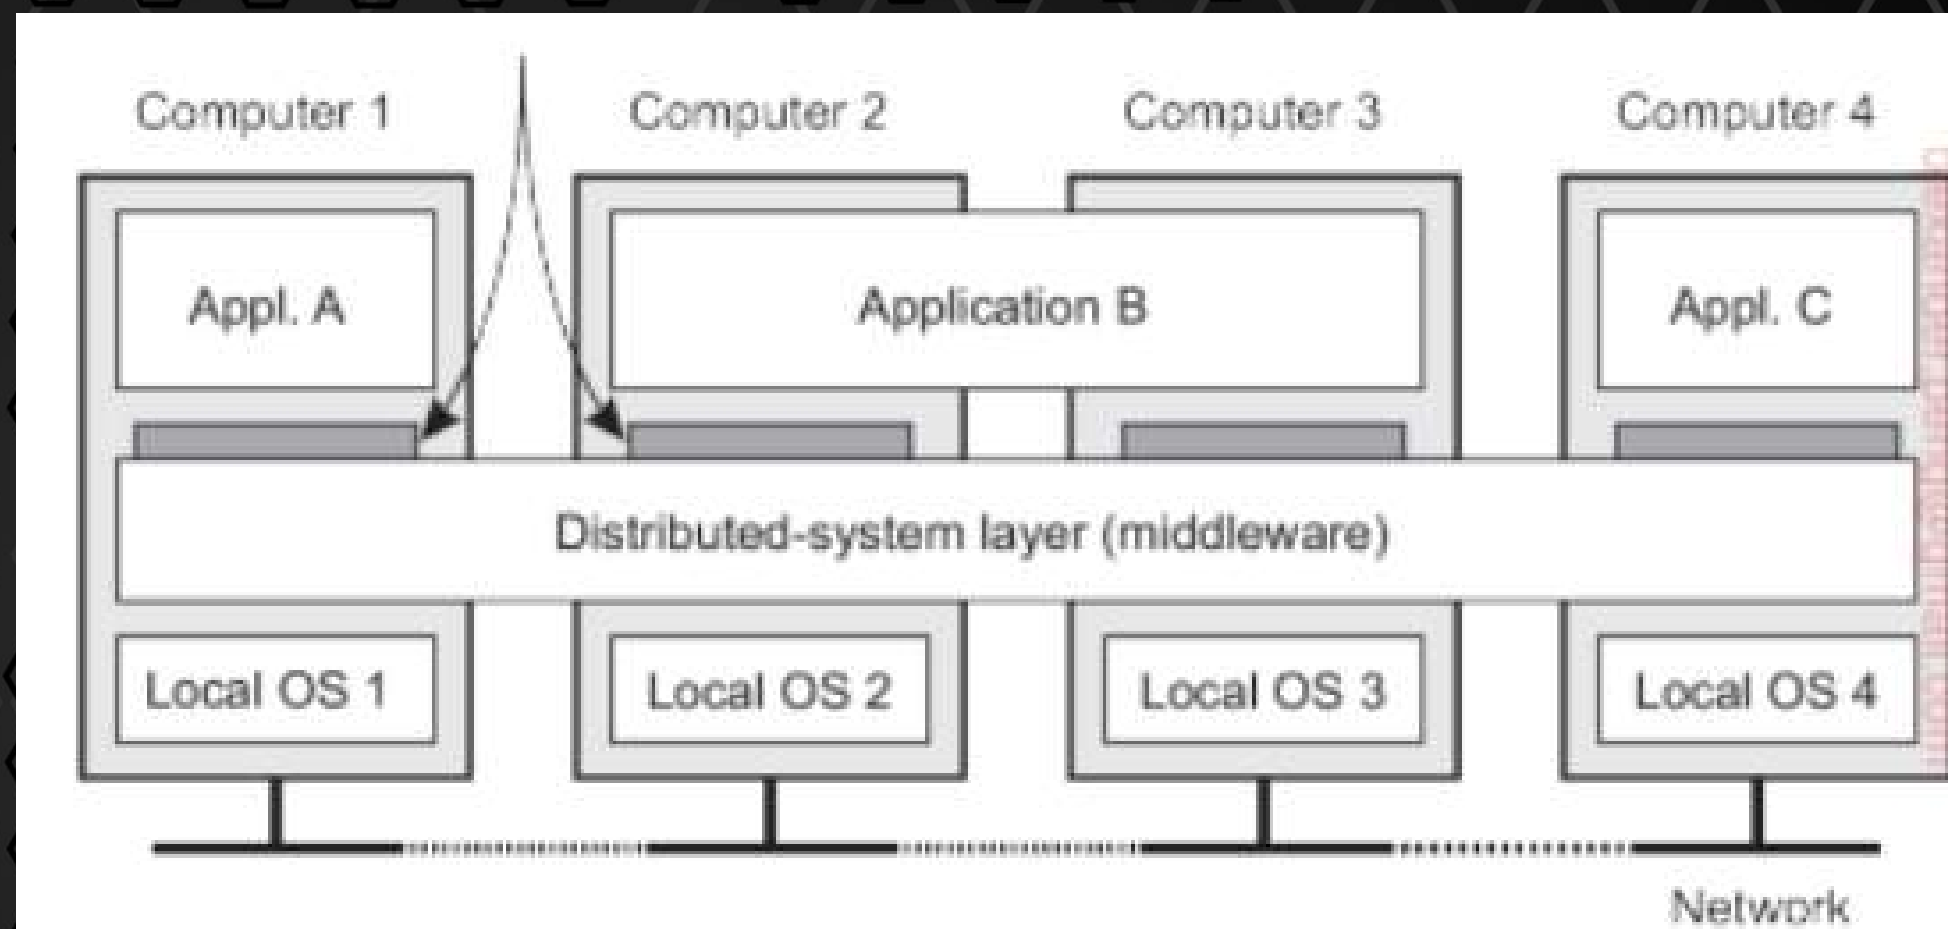 Computer 1
Computer 2
Computer 3
Computer 4
Appl. A
Application B
Appl. C
Distributed-system layer (middleware)
Local OS 1
Local OS 2
Local OS 3
Local OS 4
Network